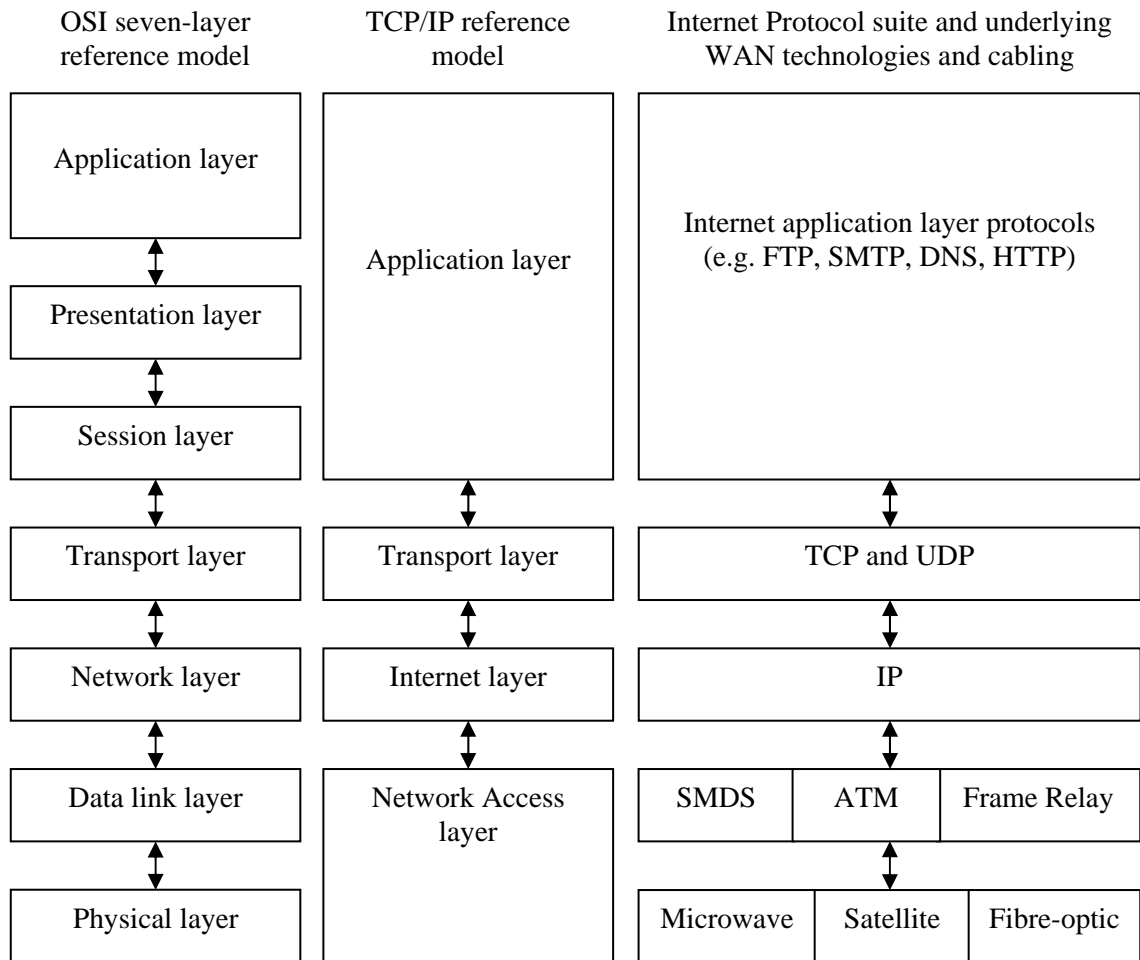 OSI seven-layer
reference model
TCP/IP reference
model
Internet Protocol suite and underlying
WAN technologies and cabling
Application layer
Presentation layer
Session layer
Transport layer
Network layer
Data link layer
Physical layer
Application layer
Transport layer
Internet layer
Network Access
layer
Internet application layer protocols
(e.g. FTP, SMTP, DNS, HTTP)
TCP and UDP
IP
SMDS
ATM
Frame Relay
Microwave
Satellite
Fibre-optic